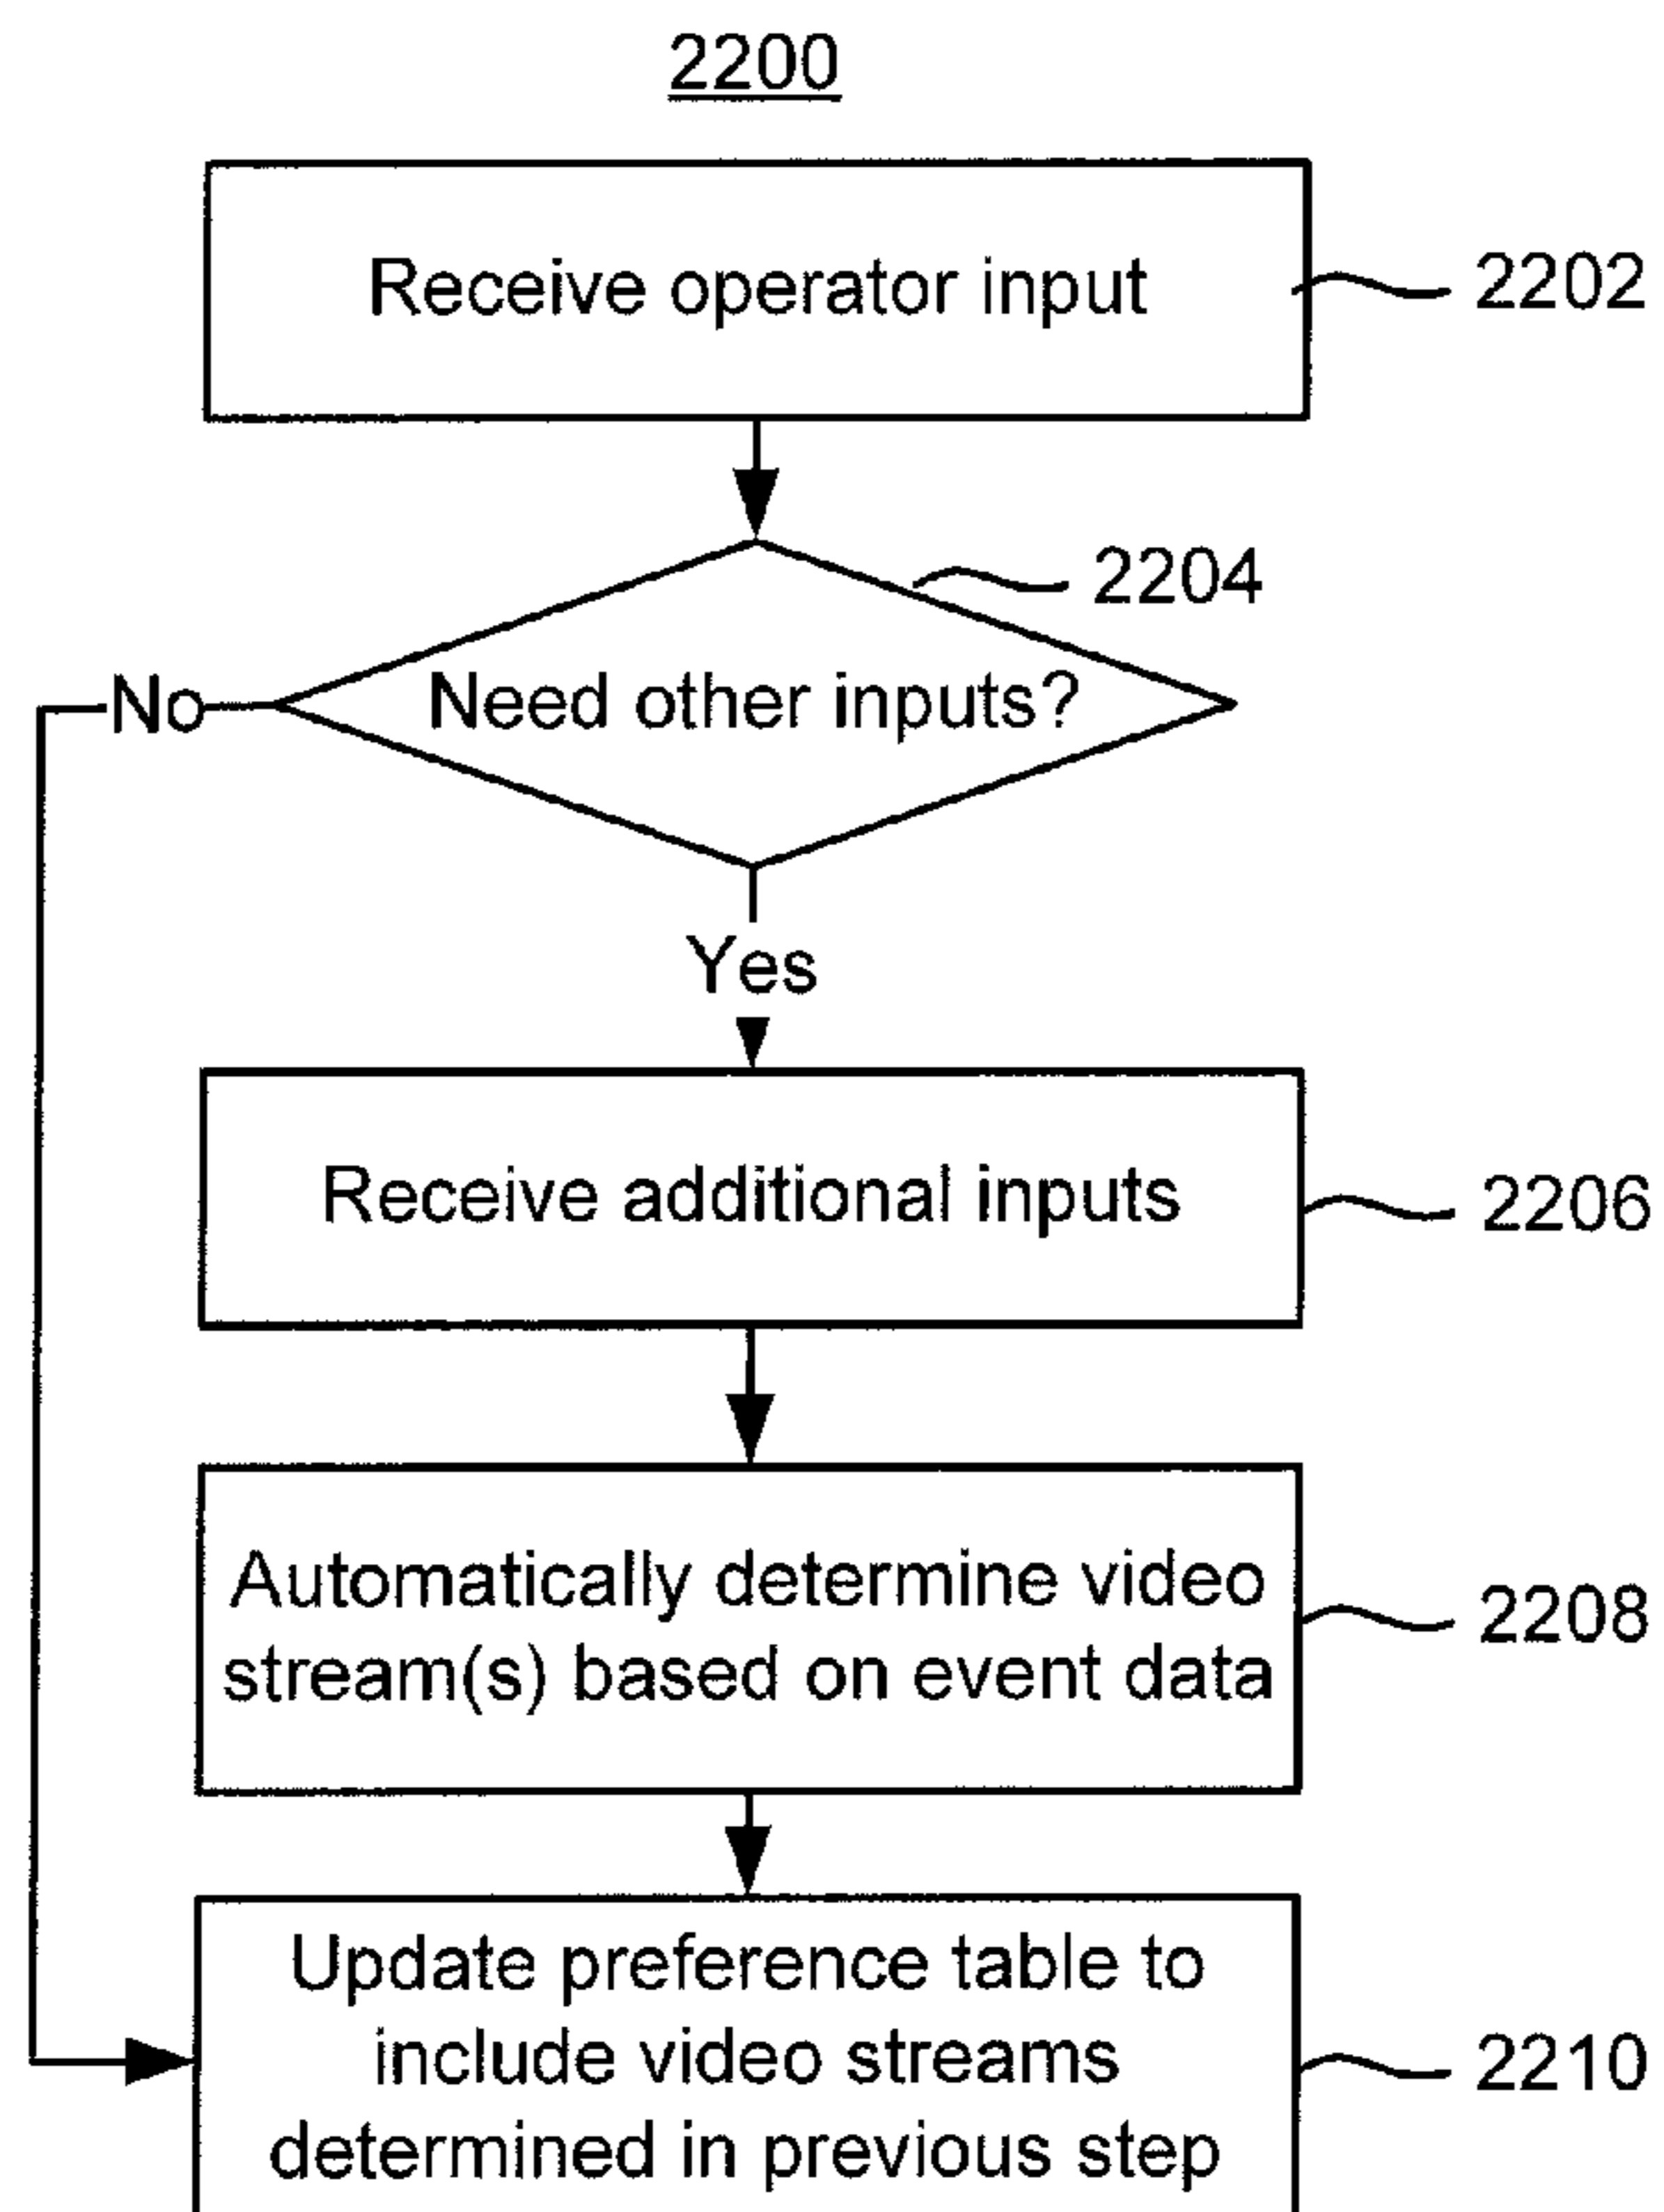 2200
Receive operator input
2202
2204
Need other inputs?
No
Yes
Receive additional inputs
2206
Automatically determine video
stream(s) based on event data
2208
Update preference table to
include video streams
determined in previous step
2210